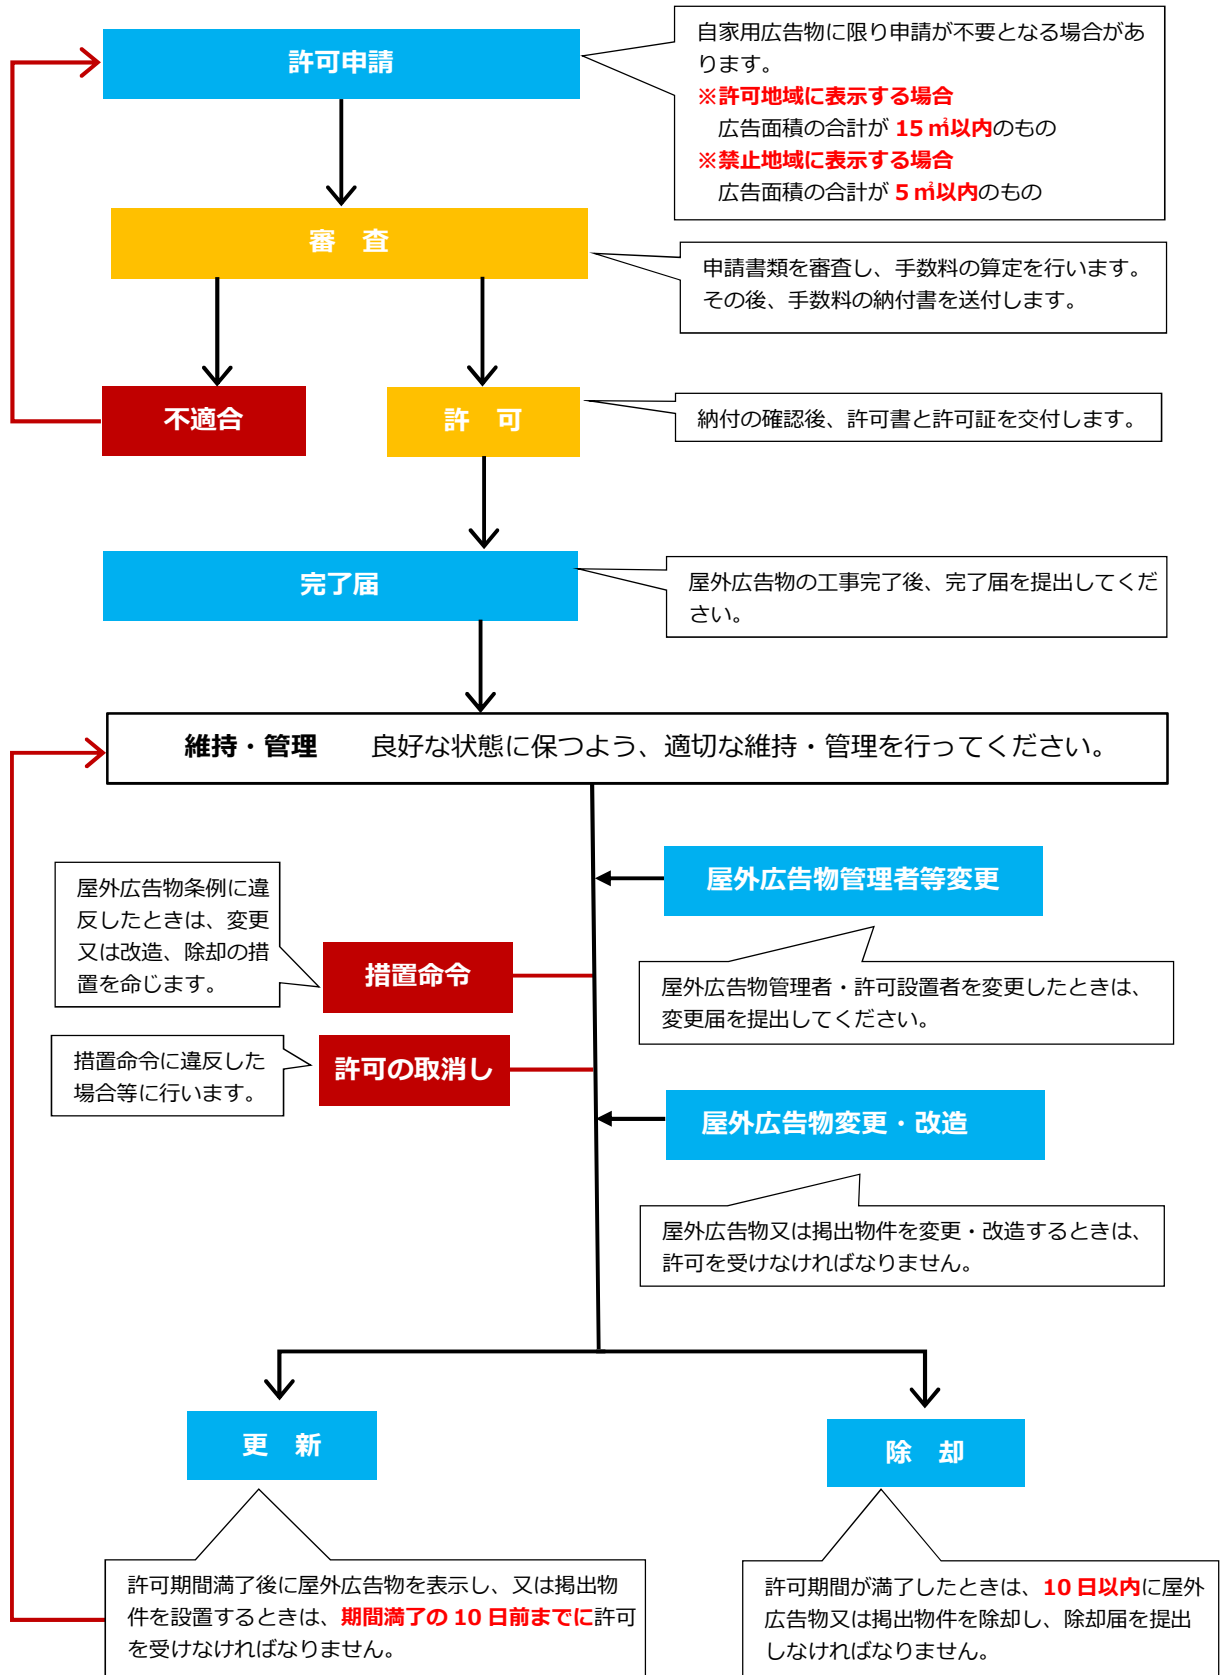 許可申請
自家用広告物に限り申請が不要となる場合があ
ります。
※許可地域に表示する場合
広告面積の合計が 15 ㎡以内のもの
※禁止地域に表示する場合
広告面積の合計が 5 ㎡以内のもの
審　査
申請書類を審査し、手数料の算定を行います。
その後、手数料の納付書を送付します。
不適合
許　可
納付の確認後、許可書と許可証を交付します。
完了届
屋外広告物の工事完了後、完了届を提出してくだ
さい。
維持・管理　　良好な状態に保つよう、適切な維持・管理を行ってください。
屋外広告物管理者等変更
屋外広告物管理者・許可設置者を変更したときは、
変更届を提出してください。
屋外広告物条例に違
反したときは、変更
又は改造、除却の措
置を命じます。
措置命令
措置命令に違反した
場合等に行います。
許可の取消し
屋外広告物変更・改造
屋外広告物又は掲出物件を変更・改造するときは、
許可を受けなければなりません。
更　新
許可期間満了後に屋外広告物を表示し、又は掲出物
件を設置するときは、期間満了の 10 日前までに許可
を受けなければなりません。
除　却
許可期間が満了したときは、10 日以内に屋外
広告物又は掲出物件を除却し、除却届を提出
しなければなりません。